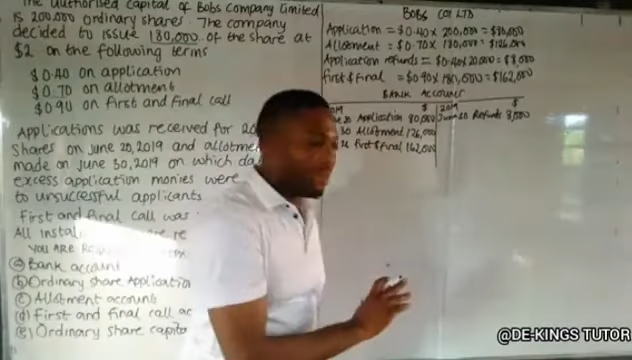 The authorised capital of Bobs Company Limited
is 200,000 ordinary shares. The company
decided to issue 180,000 of the share at
$2 on the following terms
$0.40 on application
$0.70 on allotment
$0.90 on First and Final call
Applications was received for
shares on June 20, 2019 and
made on June 30, 2019 on which
excess application monies were
to unsuccessful applicants
First and final call was
All
YOU ARE
(a) Bank account
(b) Ordinary share Application
(c) Allotment account
(d) First and final call
(e) Ordinary share
BOBS CO. LTD
Application = $0.40 x 200,000 = $80,000
Allotment = $0.70 x 180,000 = $126,000
Application refunds = $0.40 x 20,000 = $8,000
First & final = $0.90 x 180,000 = $162,000
BANK ACCOUNT
$ $
Application 80,000 June 30 Refunds 8,000
30 Allotment 126,000
First & final 162,000
@DE-KINGS TUTOR